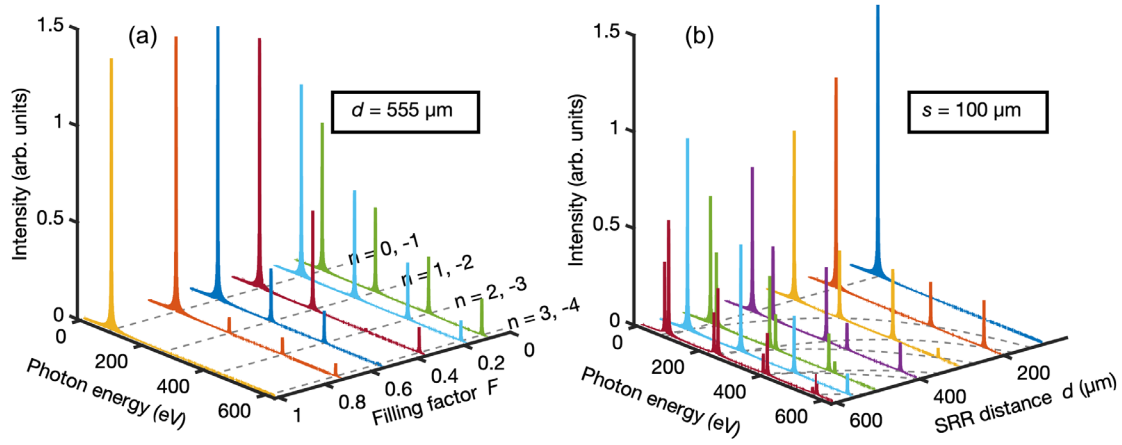 (a)
d = 555 μm
Intensity (arb. units)
1.5
1
0.5
0
n = 0, -1
n = 1, -2
n = 2, -3
n = 3, -4
0
200
400
600
Photon energy (eV)
1
0.8
0.6
0.4
0.2
0
Filling factor F
(b)
s = 100 μm
Intensity (arb. units)
1.5
1
0.5
0
0
200
400
600
Photon energy (eV)
600
400
200
SRR distance d (μm)